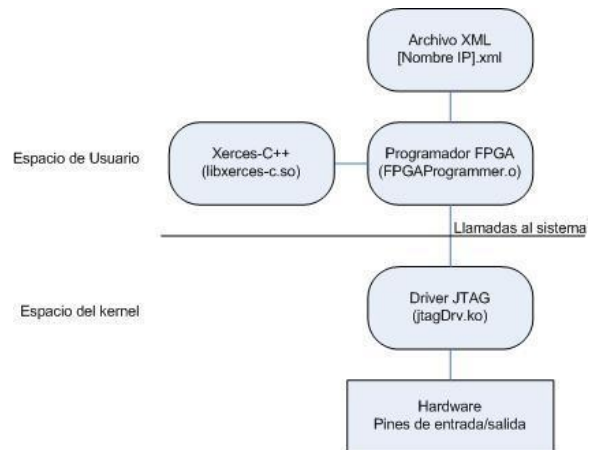 Archivo XML
[Nombre IP].xml
Espacio de Usuario
Xerces-C++
(libxerces-c.so)
Programador FPGA
(FPGAProgrammer.o)
Llamadas al sistema
Espacio del kernel
Driver JTAG
(jtagDrv.ko)
Hardware
Pines de entrada/salida